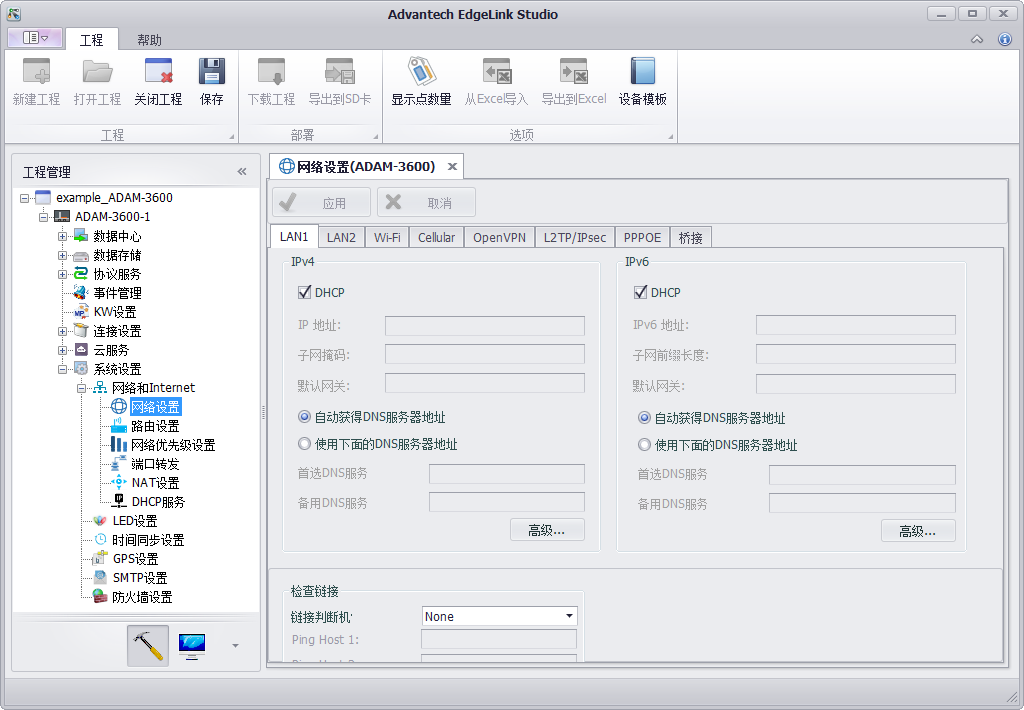 Advantech EdgeLink Studio
工程
帮助
新建工程
打开工程
关闭工程
保存
下载工程
导出到SD卡
显示点数量
从Excel导入
导出到Excel
设备模板
工程
部署
选项
工程管理
example_ADAM-3600
ADAM-3600-1
数据中心
数据存储
协议服务
事件管理
KW设置
连接设置
云服务
系统设置
网络和Internet
网络设置
路由设置
网络优先级设置
端口转发
NAT设置
DHCP服务
LED设置
时间同步设置
GPS设置
SMTP设置
防火墙设置
网络设置(ADAM-3600)
应用
取消
LAN1
LAN2
Wi-Fi
Cellular
OpenVPN
L2TP/IPsec
PPPOE
桥接
IPv4
DHCP
IP 地址:
子网掩码:
默认网关:
自动获得DNS服务器地址
使用下面的DNS服务器地址
首选DNS服务
备用DNS服务
高级...
IPv6
DHCP
IPv6 地址:
子网前缀长度:
默认网关:
自动获得DNS服务器地址
使用下面的DNS服务器地址
首选DNS服务
备用DNS服务
高级...
检查链接
链接判断机
None
Ping Host 1: